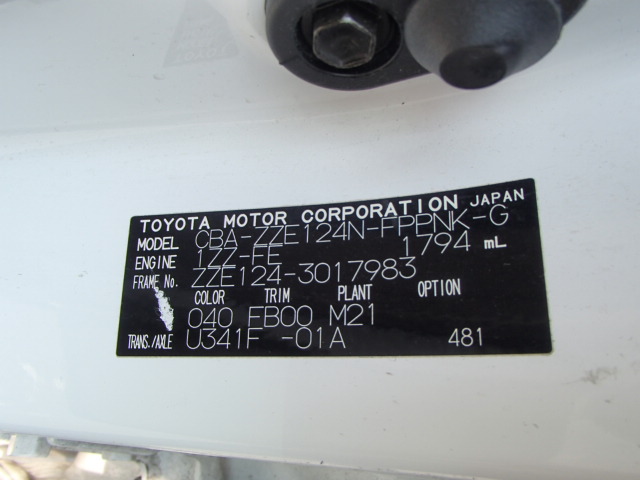 TOYOTA MOTOR CORPORATION JAPAN
MODEL CBA-ZZE124N-FPPNK-G
ENGINE 1ZZ-FE 1794 mL
FRAME No. ZZE124-3017983
COLOR TRIM PLANT OPTION
040 FB00 M21
TRANS./AXLE U341F -01A 481